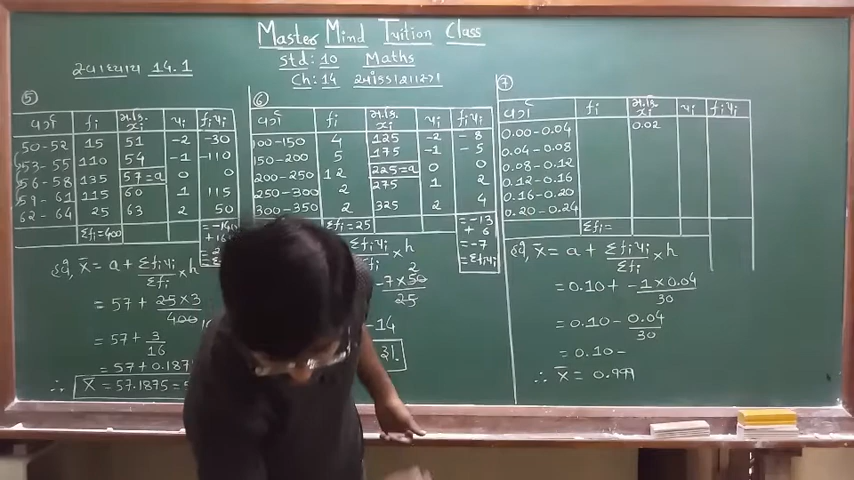 Master Mind Tuition Class
std: 10 Maths
Ch: 14 આંકડાશાસ્ત્ર
સ્વાધ્યાય 14.1
5
વર્ગ fi મ.કિં. xi ui fiui
50-52 15 51 -2 -30
53-55 110 54 -1 -110
56-58 135 57=a 0 0
59-61 115 60 1 115
62-64 25 63 2 50
Σfi=400
હવે, x̄ = a + Σfiui/Σfi × h
= 57 + 25×3/400
= 57 + 3/16
= 57 + 0.1875
∴ x̄ = 57.1875 =
6
વર્ગ fi મ.કિં. xi ui fiui
100-150 4 125 -2 -8
150-200 5 175 -1 -5
200-250 12 225=a 0 0
250-300 2 275 1 2
300-350 2 325 2 4
Σfi=25 = -13
+ 6
= -7
= Σfiui
fiui × h
-7×50 2
25
-14
7
વર્ગ fi મ.કિં. xi ui fiui
0.00-0.04 0.02
0.04-0.08
0.08-0.12
0.12-0.16
0.16-0.20
0.20-0.24
Σfi=
હવે, x̄ = a + Σfiui/Σfi × h
= 0.10 + -1×0.04/30
= 0.10 - 0.04/30
= 0.10 -
∴ x̄ = 0.999